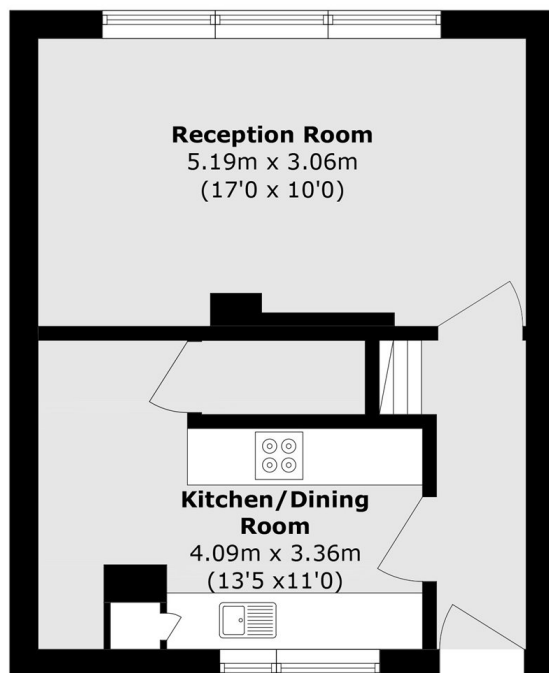 Reception Room
5.19m x 3.06m
(17'0 x 10'0)
Kitchen/Dining
Room
4.09m x 3.36m
(13'5 x11'0)